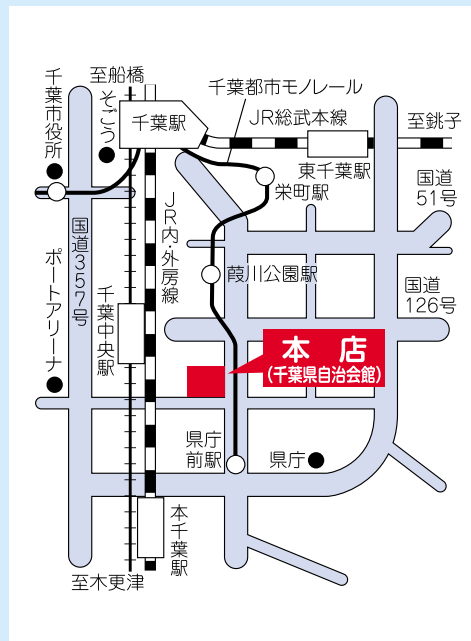 至船橋
千葉都市モノレール
千葉市役所
そごう
千葉駅
JR総武本線
至銚子
東千葉駅
栄町駅
国道
51号
国道357号
JR内・外房線
ポートアリーナ
葭川公園駅
千葉中央駅
国道
126号
本店
(千葉県自治会館)
県庁
前駅
県庁
本千葉駅
至木更津